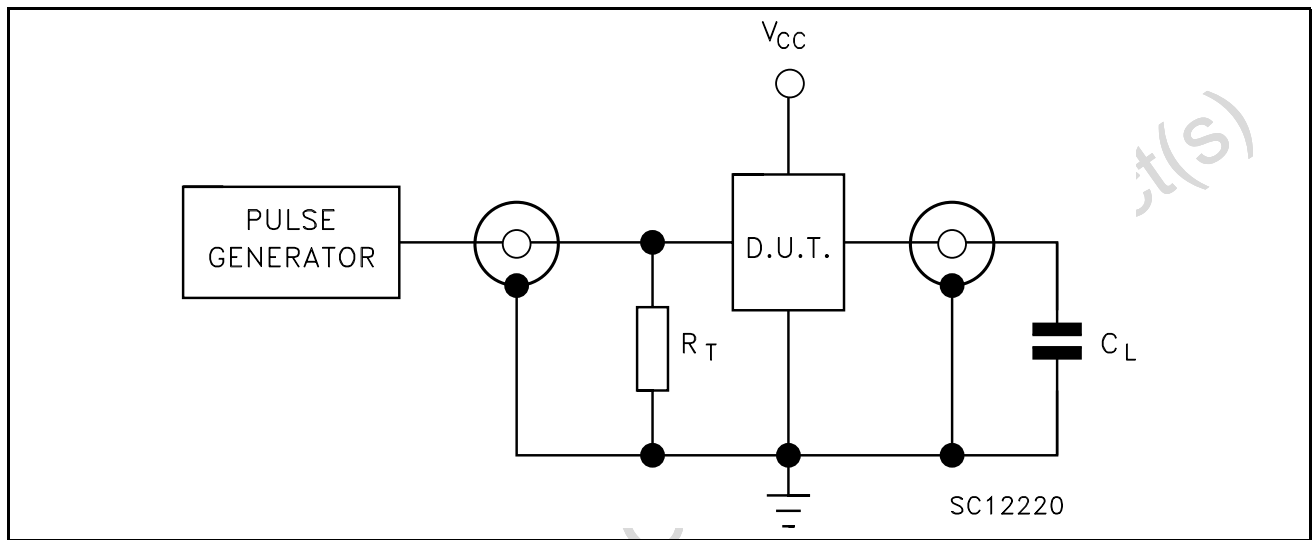 VCC
PULSE
GENERATOR
D.U.T.
RT
CL
SC12220